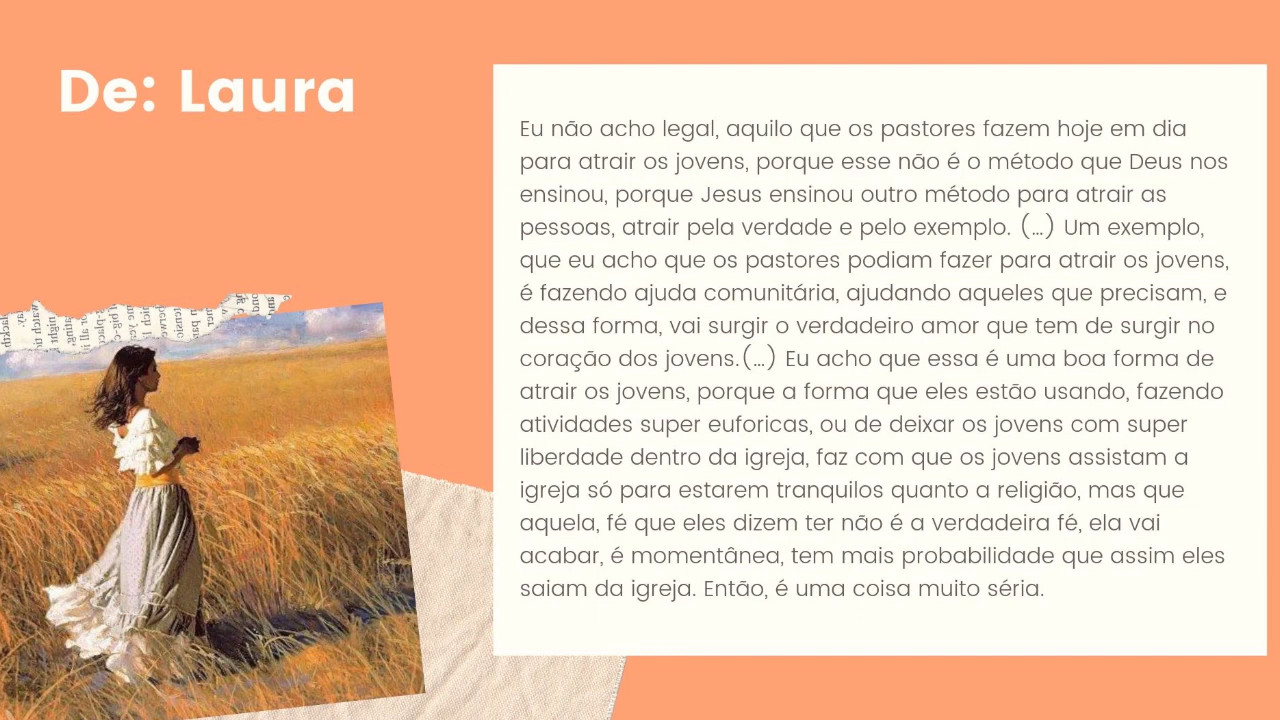 De: Laura
Eu não acho legal, aquilo que os pastores fazem hoje em dia
para atrair os jovens, porque esse não é o método que Deus nos
ensinou, porque Jesus ensinou outro método para atrair as
pessoas, atrair pela verdade e pelo exemplo. (...) Um exemplo,
que eu acho que os pastores podiam fazer para atrair os jovens,
é fazendo ajuda comunitária, ajudando aqueles que precisam, e
dessa forma, vai surgir o verdadeiro amor que tem de surgir no
coração dos jovens.(...) Eu acho que essa é uma boa forma de
atrair os jovens, porque a forma que eles estão usando, fazendo
atividades super euforicas, ou de deixar os jovens com super
liberdade dentro da igreja, faz com que os jovens assistam a
igreja só para estarem tranquilos quanto a religião, mas que
aquela, fé que eles dizem ter não é a verdadeira fé, ela vai
acabar, é momentânea, tem mais probabilidade que assim eles
saiam da igreja. Então, é uma coisa muito séria.